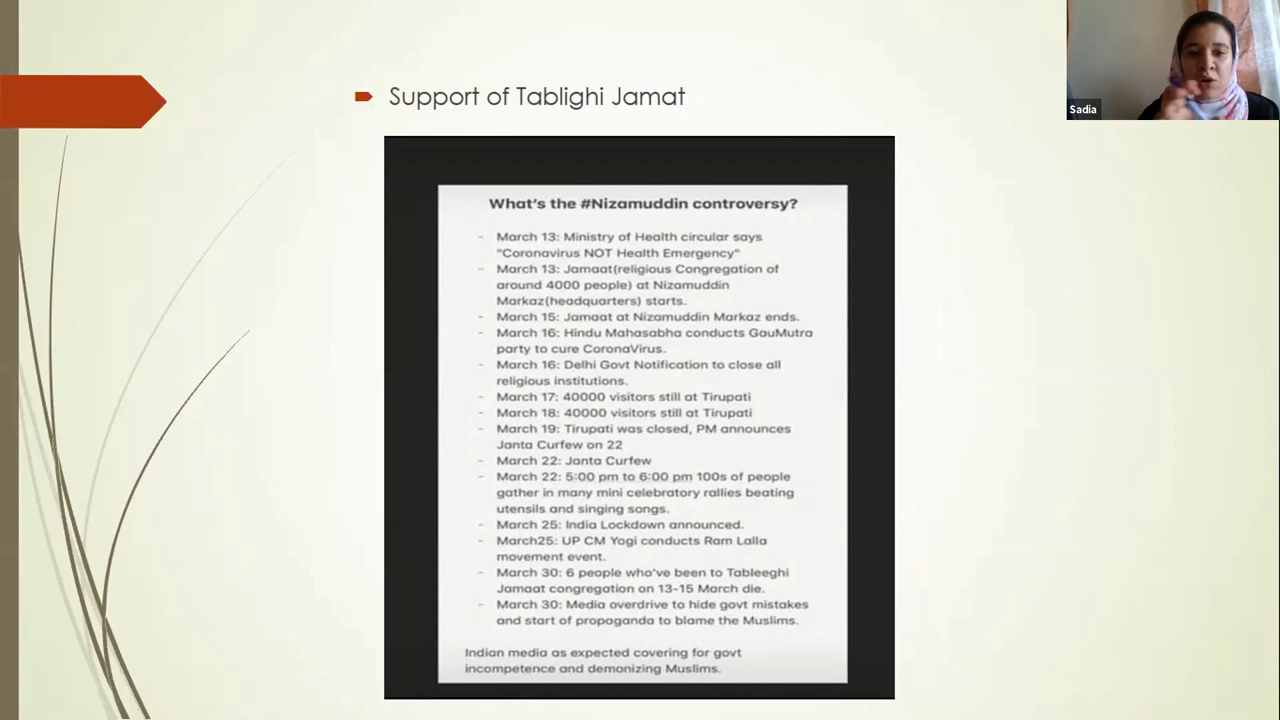 Support of Tablighi Jamat
Sadia
What's the #Nizamuddin controversy?
- March 13: Ministry of Health circular says
"Coronavirus NOT Health Emergency"
- March 13: Jamaat(religious Congregation of
around 4000 people) at Nizamuddin
Markaz(headquarters) starts.
- March 15: Jamaat at Nizamuddin Markaz ends.
- March 16: Hindu Mahasabha conducts GauMutra
party to cure CoronaVirus.
- March 16: Delhi Govt Notification to close all
religious institutions.
- March 17: 40000 visitors still at Tirupati
- March 18: 40000 visitors still at Tirupati
- March 19: Tirupati was closed, PM announces
Janta Curfew on 22
- March 22: Janta Curfew
- March 22: 5:00 pm to 6:00 pm 100s of people
gather in many mini celebratory rallies beating
utensils and singing songs.
- March 25: India Lockdown announced.
- March25: UP CM Yogi conducts Ram Lalla
movement event.
- March 30: 6 people who've been to Tableeghi
Jamaat congregation on 13-15 March die.
- March 30: Media overdrive to hide govt mistakes
and start of propaganda to blame the Muslims.
Indian media as expected covering for govt
incompetence and demonizing Muslims.